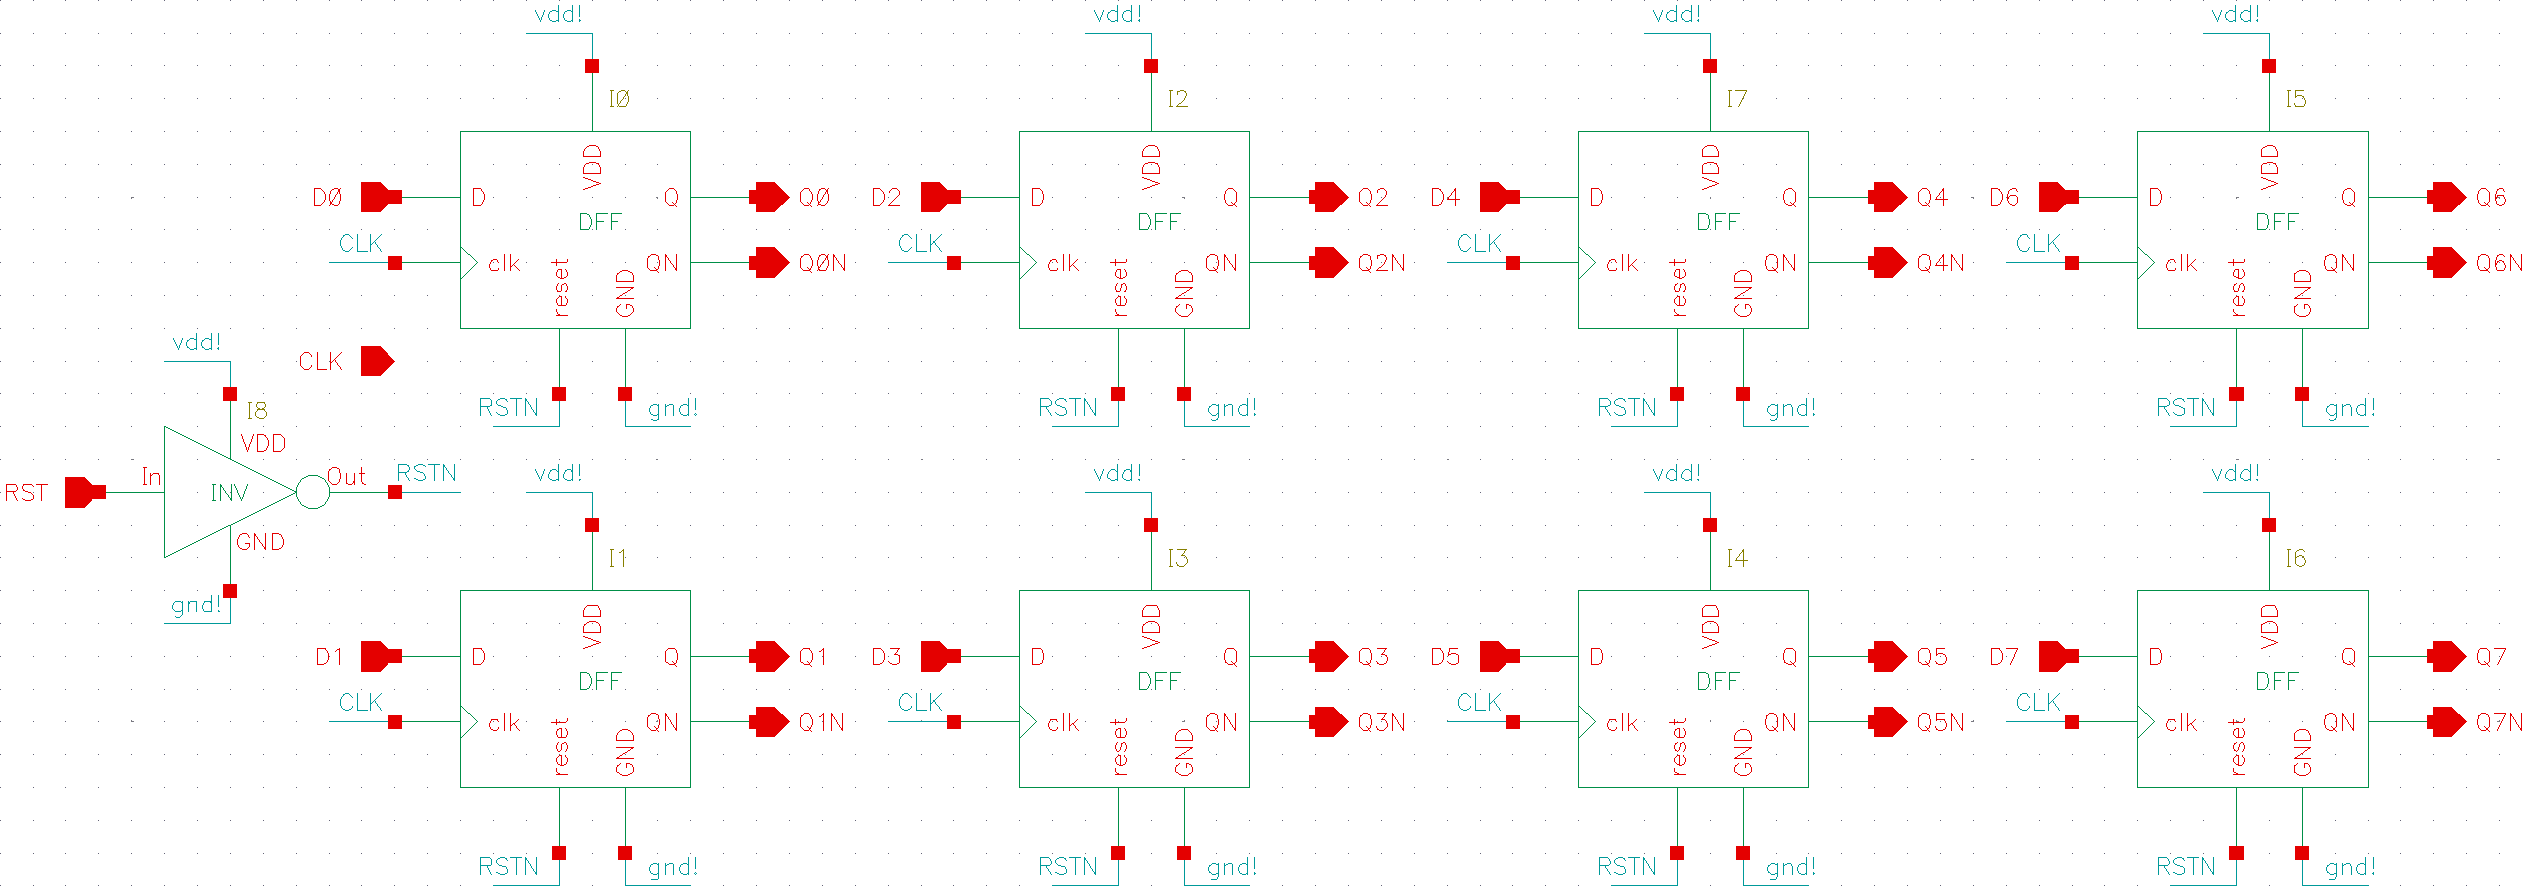 vdd! vdd! vdd! vdd!
I0 I2 I7 I5
VDD VDD VDD VDD
D0 D Q Q0 D2 D Q Q2 D4 D Q Q4 D6 D Q Q6
DFF DFF DFF DFF
CLK CLK CLK CLK
clk QN Q0N clk QN Q2N clk QN Q4N clk QN Q6N
reset GND reset GND reset GND reset GND
vdd!
CLK
RSTN gnd! RSTN gnd! RSTN gnd! RSTN gnd!
I8
VDD
In Out RSTN
vdd! vdd! vdd! vdd!
RST INV
GND
I1 I3 I4 I6
gnd!
VDD VDD VDD VDD
D1 D Q Q1 D3 D Q Q3 D5 D Q Q5 D7 D Q Q7
DFF DFF DFF DFF
CLK CLK CLK CLK
clk QN Q1N clk QN Q3N clk QN Q5N clk QN Q7N
reset GND reset GND reset GND reset GND
RSTN gnd! RSTN gnd! RSTN gnd! RSTN gnd!